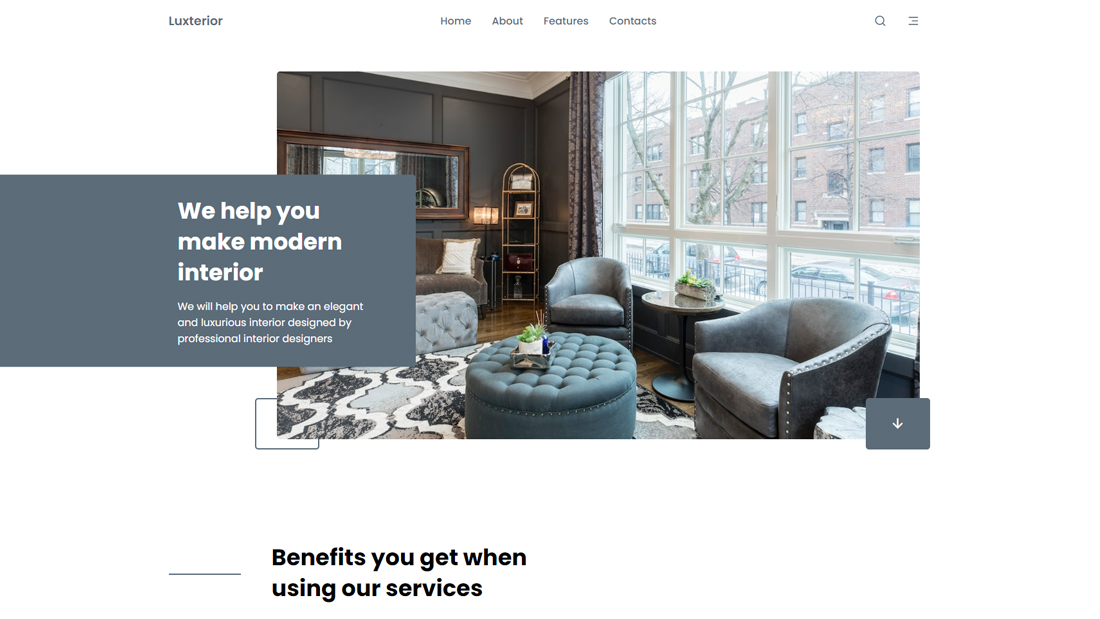 Luxterior
Home About Features Contacts
We help you
make modern
interior
We will help you to make an elegant
and luxurious interior designed by
professional interior designers
Benefits you get when
using our services